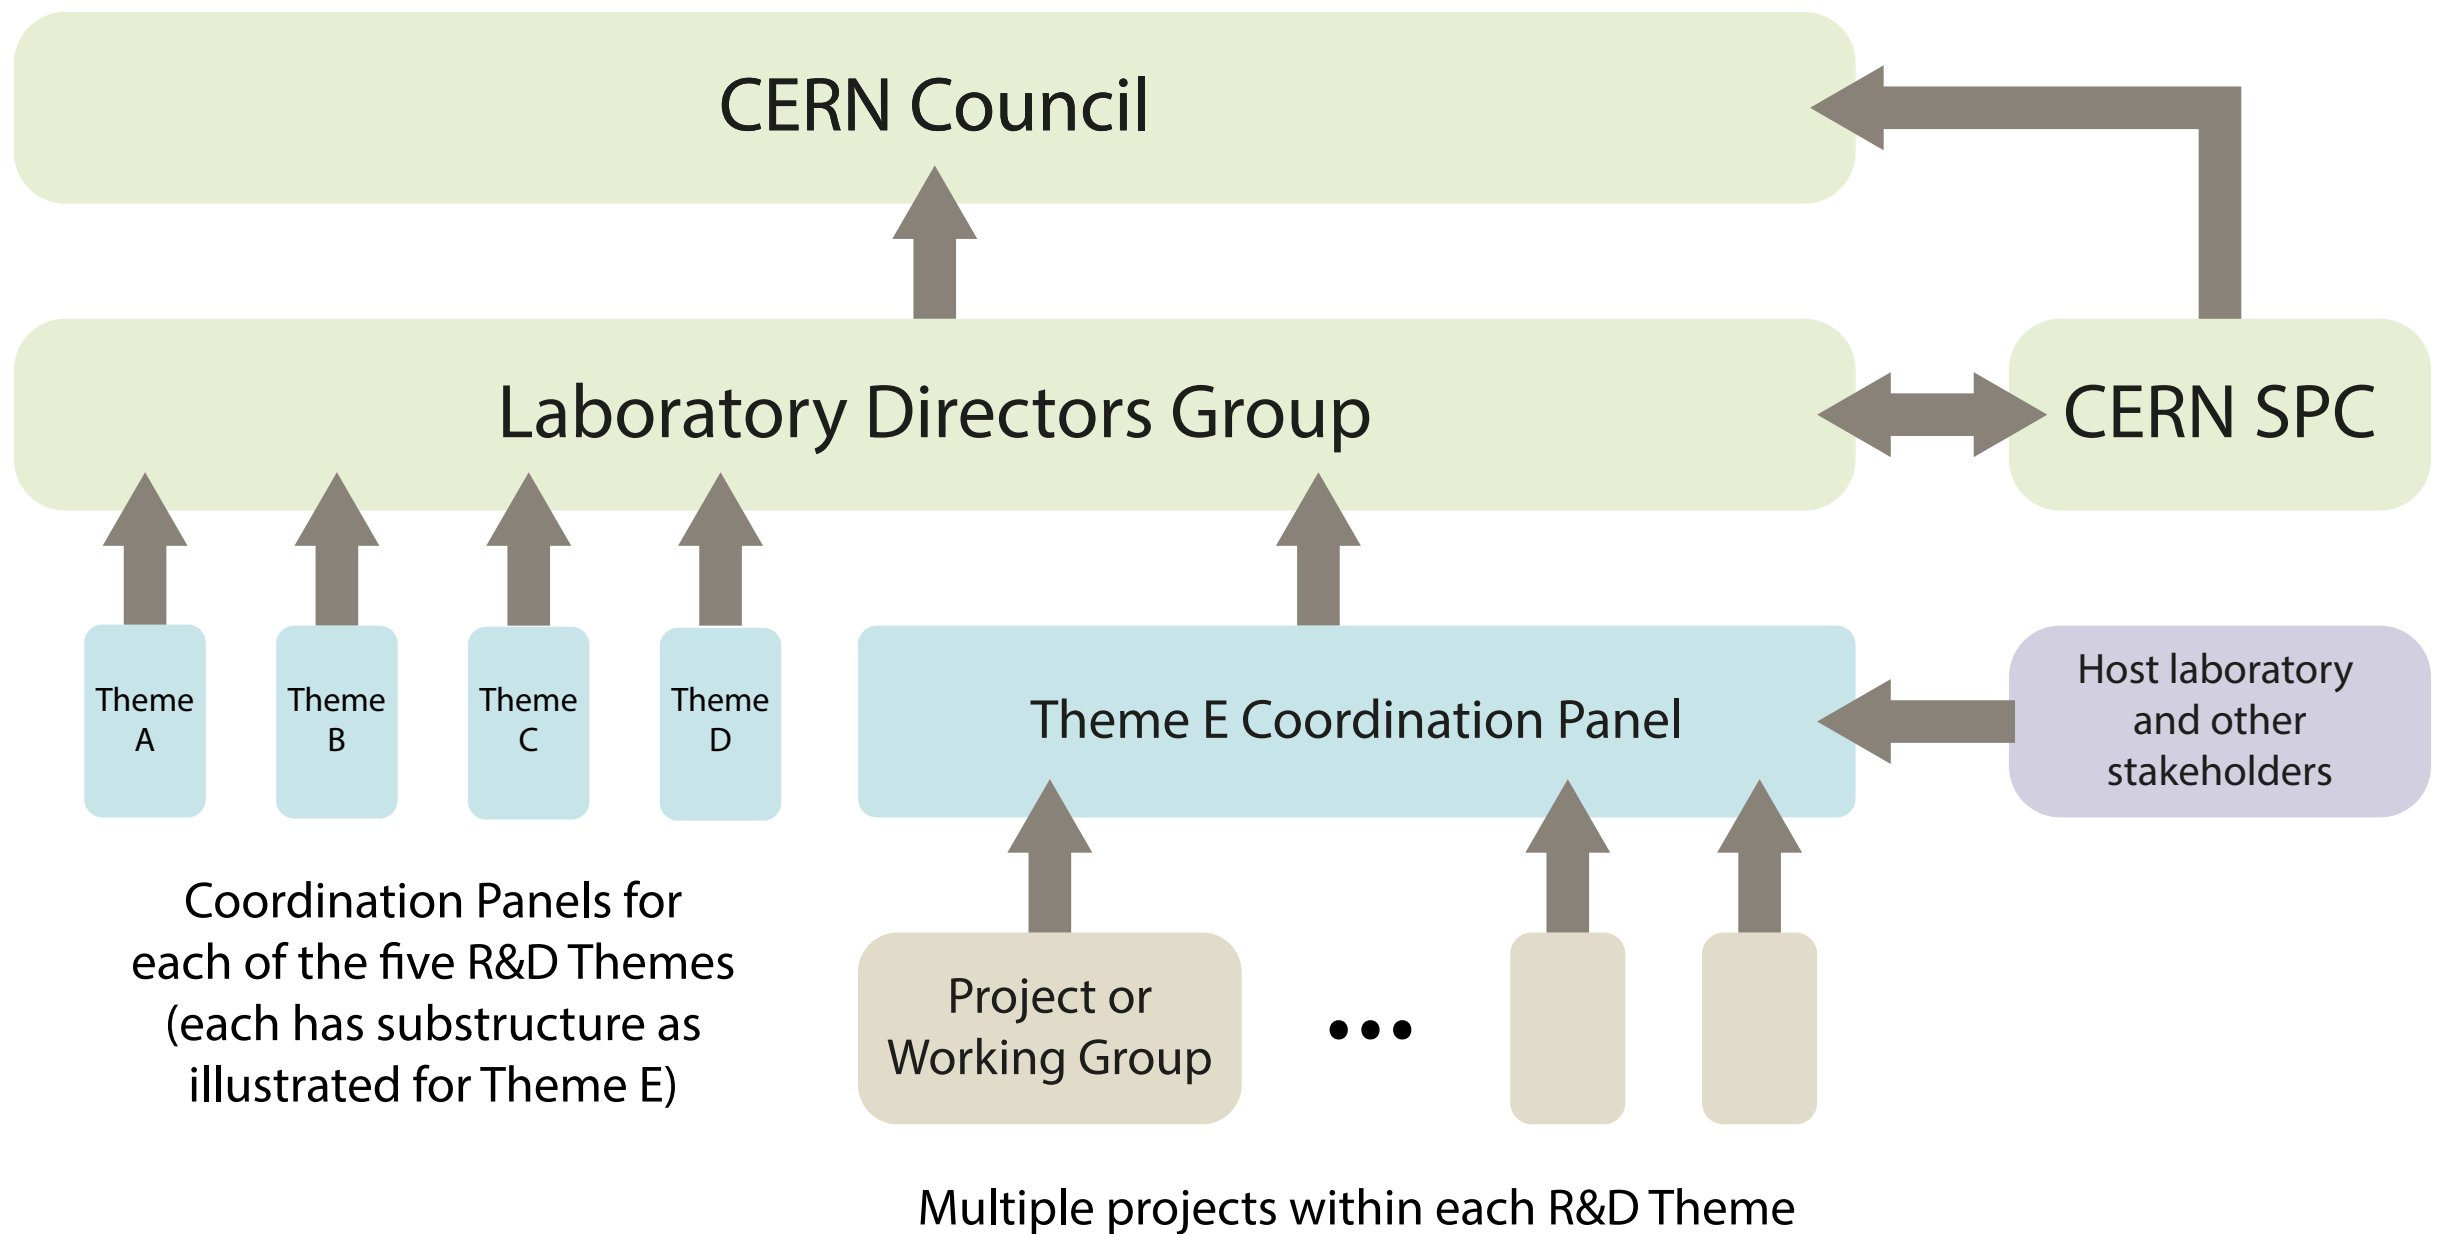 CERN Council
Laboratory Directors Group
CERN SPC
Theme
A
Theme
B
Theme
C
Theme
D
Theme E Coordination Panel
Host laboratory
and other
stakeholders
Coordination Panels for
each of the five R&D Themes
(each has substructure as
illustrated for Theme E)
Project or
Working Group
•••
Multiple projects within each R&D Theme